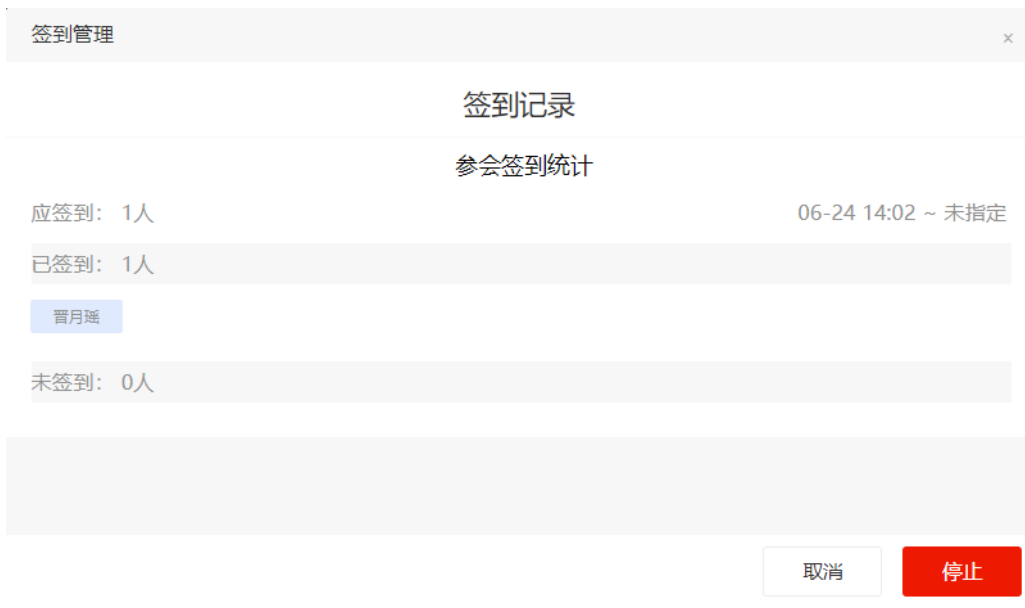 签到管理
×
签到记录
参会签到统计
应签到： 1人
06-24 14:02 ~ 未指定
已签到： 1人
晋月瑶
未签到： 0人
取消
停止